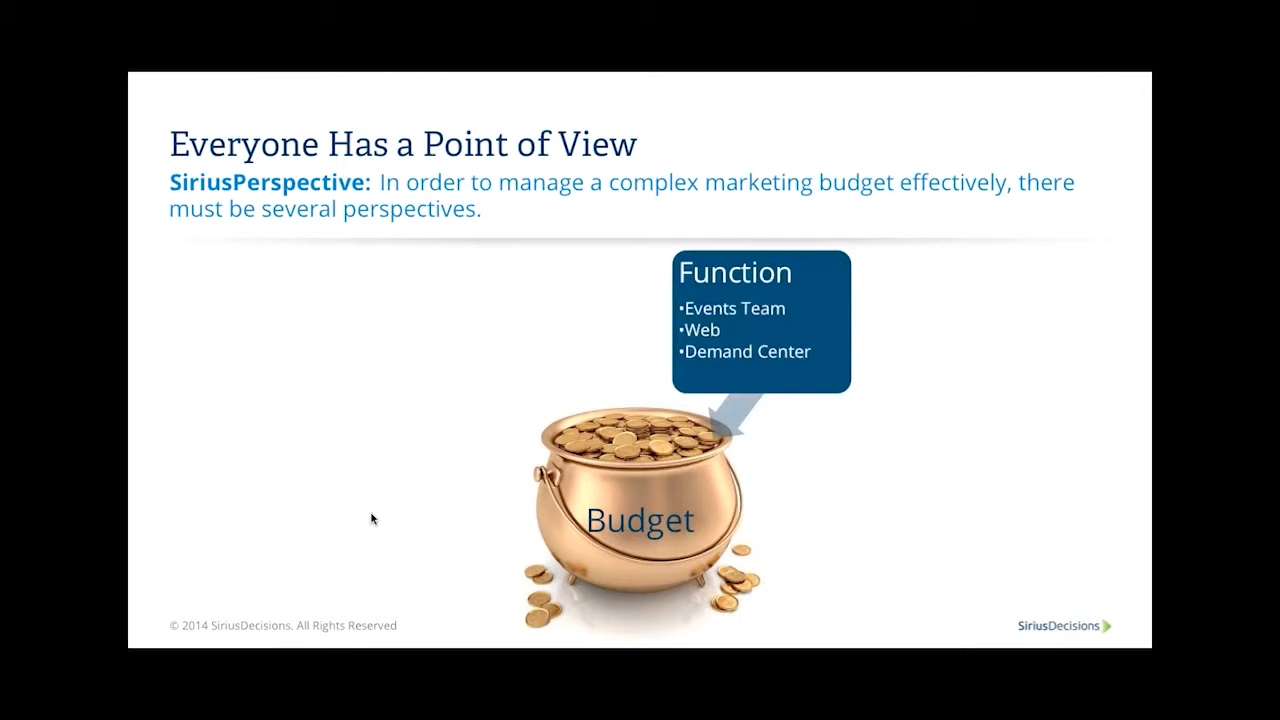 Everyone Has a Point of View
SiriusPerspective: In order to manage a complex marketing budget effectively, there
must be several perspectives.
Function
•Events Team
•Web
•Demand Center
Budget
© 2014 SiriusDecisions. All Rights Reserved
SiriusDecisions